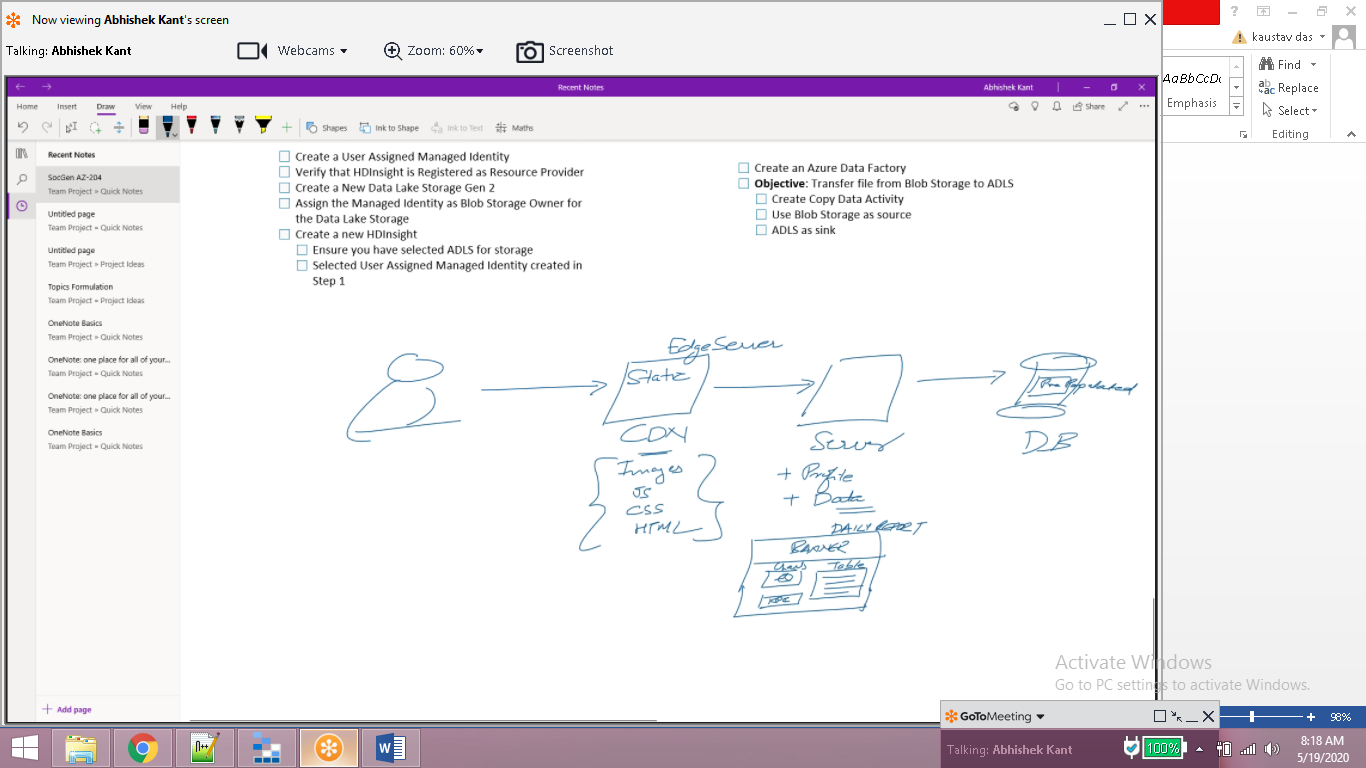 Now viewing Abhishek Kant's screen
Talking: Abhishek Kant
Webcams
Zoom: 60%
Screenshot
kaustav das
Find
Replace
Select
Editing
AaBbCcDc
Emphasis
Recent Notes
Abhishek Kant
Home Insert Draw View Help
Share
Shapes
Ink to Shape
Ink to Text
Maths
Recent Notes
SocGen AZ-204
Team Project » Quick Notes
Untitled page
Team Project » Quick Notes
Untitled page
Team Project » Project Ideas
Topics Formulation
Team Project » Project Ideas
OneNote Basics
Team Project » Quick Notes
OneNote: one place for all of your...
Team Project » Quick Notes
OneNote: one place for all of your...
Team Project » Quick Notes
OneNote Basics
Team Project » Quick Notes
Add page
Create a User Assigned Managed Identity
Verify that HDInsight is Registered as Resource Provider
Create a New Data Lake Storage Gen 2
Assign the Managed Identity as Blob Storage Owner for
the Data Lake Storage
Create a new HDInsight
Ensure you have selected ADLS for storage
Selected User Assigned Managed Identity created in
Step 1
Create an Azure Data Factory
Objective: Transfer file from Blob Storage to ADLS
Create Copy Data Activity
Use Blob Storage as source
ADLS as sink
Edge Server
Static
CDN
Images
JS
CSS
HTML
Server
+ Profile
+ Data
DAILY REPORT
BANNER
Table
Pre Populated
DB
Activate Windows
Go to PC settings to activate Windows.
GoToMeeting
Talking: Abhishek Kant
100%
98%
8:18 AM
5/19/2020